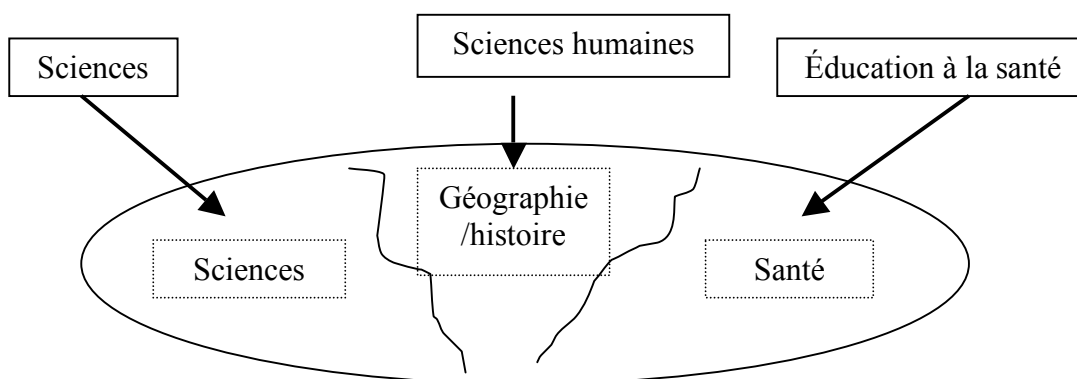 Sciences
Sciences humaines
Éducation à la santé
Géographie
/histoire
Sciences
Santé